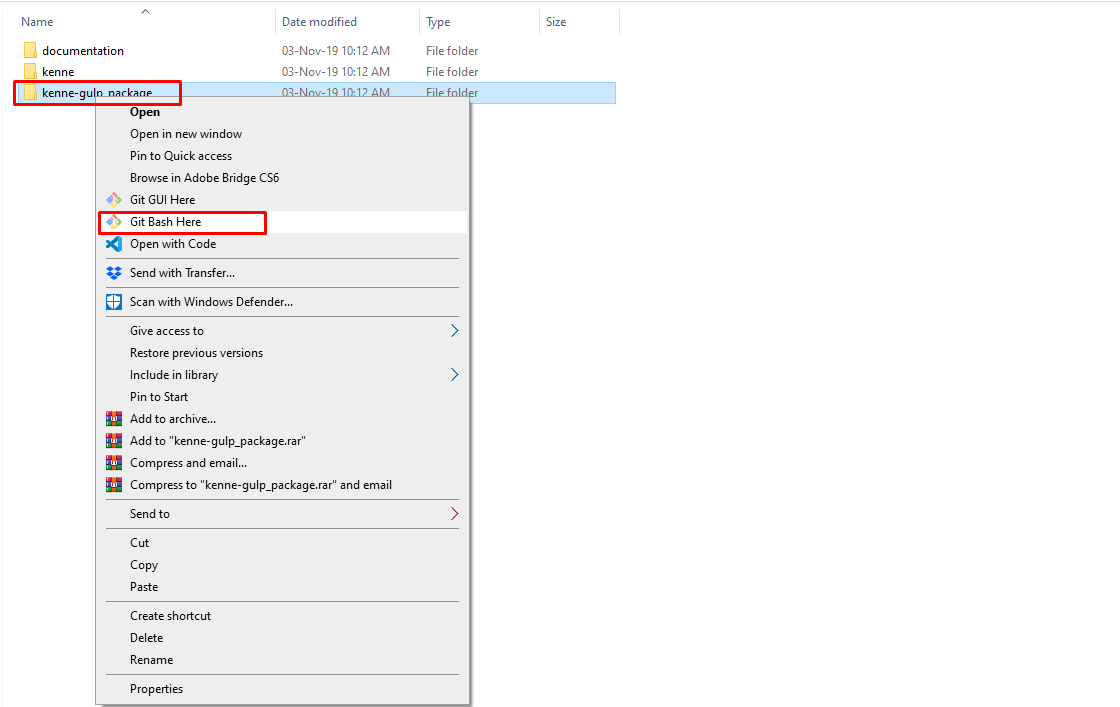 Name Date modified Type Size
documentation 03-Nov-19 10:12 AM File folder
kenne 03-Nov-19 10:12 AM File folder
kenne-gulp_package 03-Nov-19 10:12 AM File folder
Open
Open in new window
Pin to Quick access
Browse in Adobe Bridge CS6
Git GUI Here
Git Bash Here
Open with Code
Send with Transfer...
Scan with Windows Defender...
Give access to
Restore previous versions
Include in library
Pin to Start
Add to archive...
Add to "kenne-gulp_package.rar"
Compress and email...
Compress to "kenne-gulp_package.rar" and email
Send to
Cut
Copy
Paste
Create shortcut
Delete
Rename
Properties